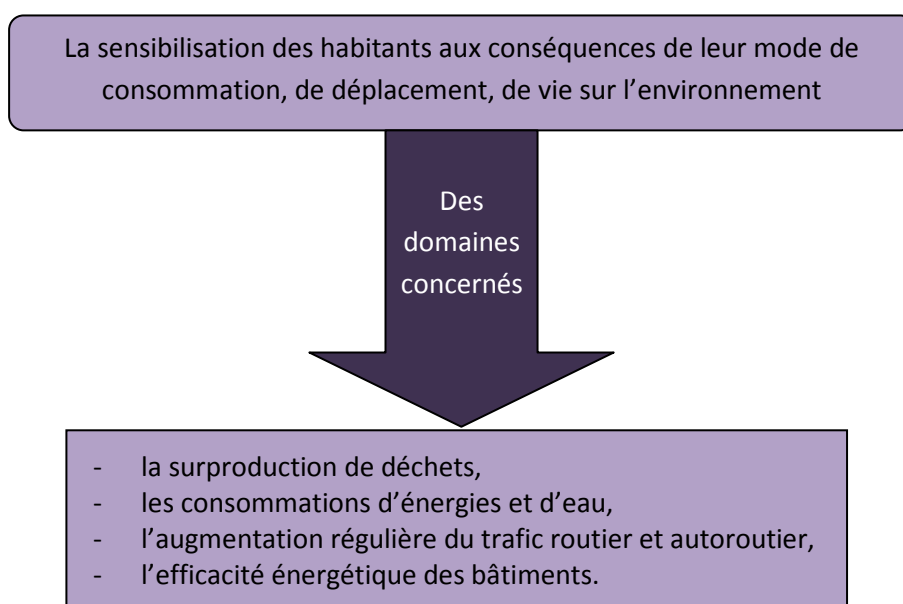 La sensibilisation des habitants aux conséquences de leur mode de
consommation, de déplacement, de vie sur l’environnement
Des
domaines
concernés
- la surproduction de déchets,
- les consommations d’énergies et d’eau,
- l’augmentation régulière du trafic routier et autoroutier,
- l’efficacité énergétique des bâtiments.